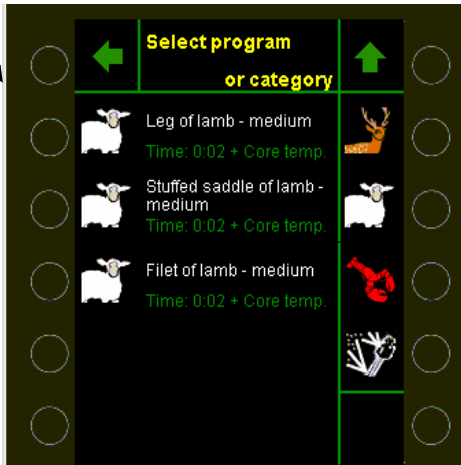 Select program
or category
Leg of lamb - medium
Time: 0:02 + Core temp.
Stuffed saddle of lamb -
medium
Time: 0:02 + Core temp.
Filet of lamb - medium
Time: 0:02 + Core temp.